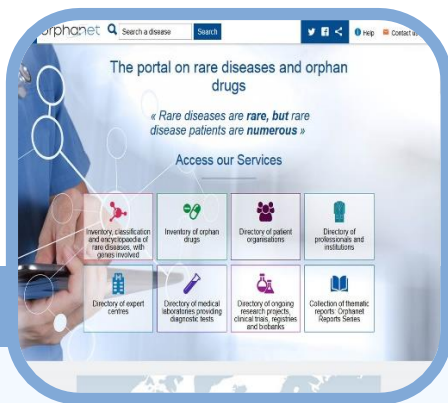 orphanet Search a disease Search Help Contact us
The portal on rare diseases and orphan
drugs
« Rare diseases are rare, but rare
disease patients are numerous »
Access our Services
Inventory, classification
and encyclopaedia of
rare diseases, with
genes involved
Inventory of orphan
drugs
Directory of patient
organisations
Directory of
professionals and
institutions
Directory of expert
centres
Directory of medical
laboratories providing
diagnostic tests
Directory of ongoing
research projects,
clinical trials, registries
and biobanks
Collection of thematic
reports: Orphanet
Reports Series